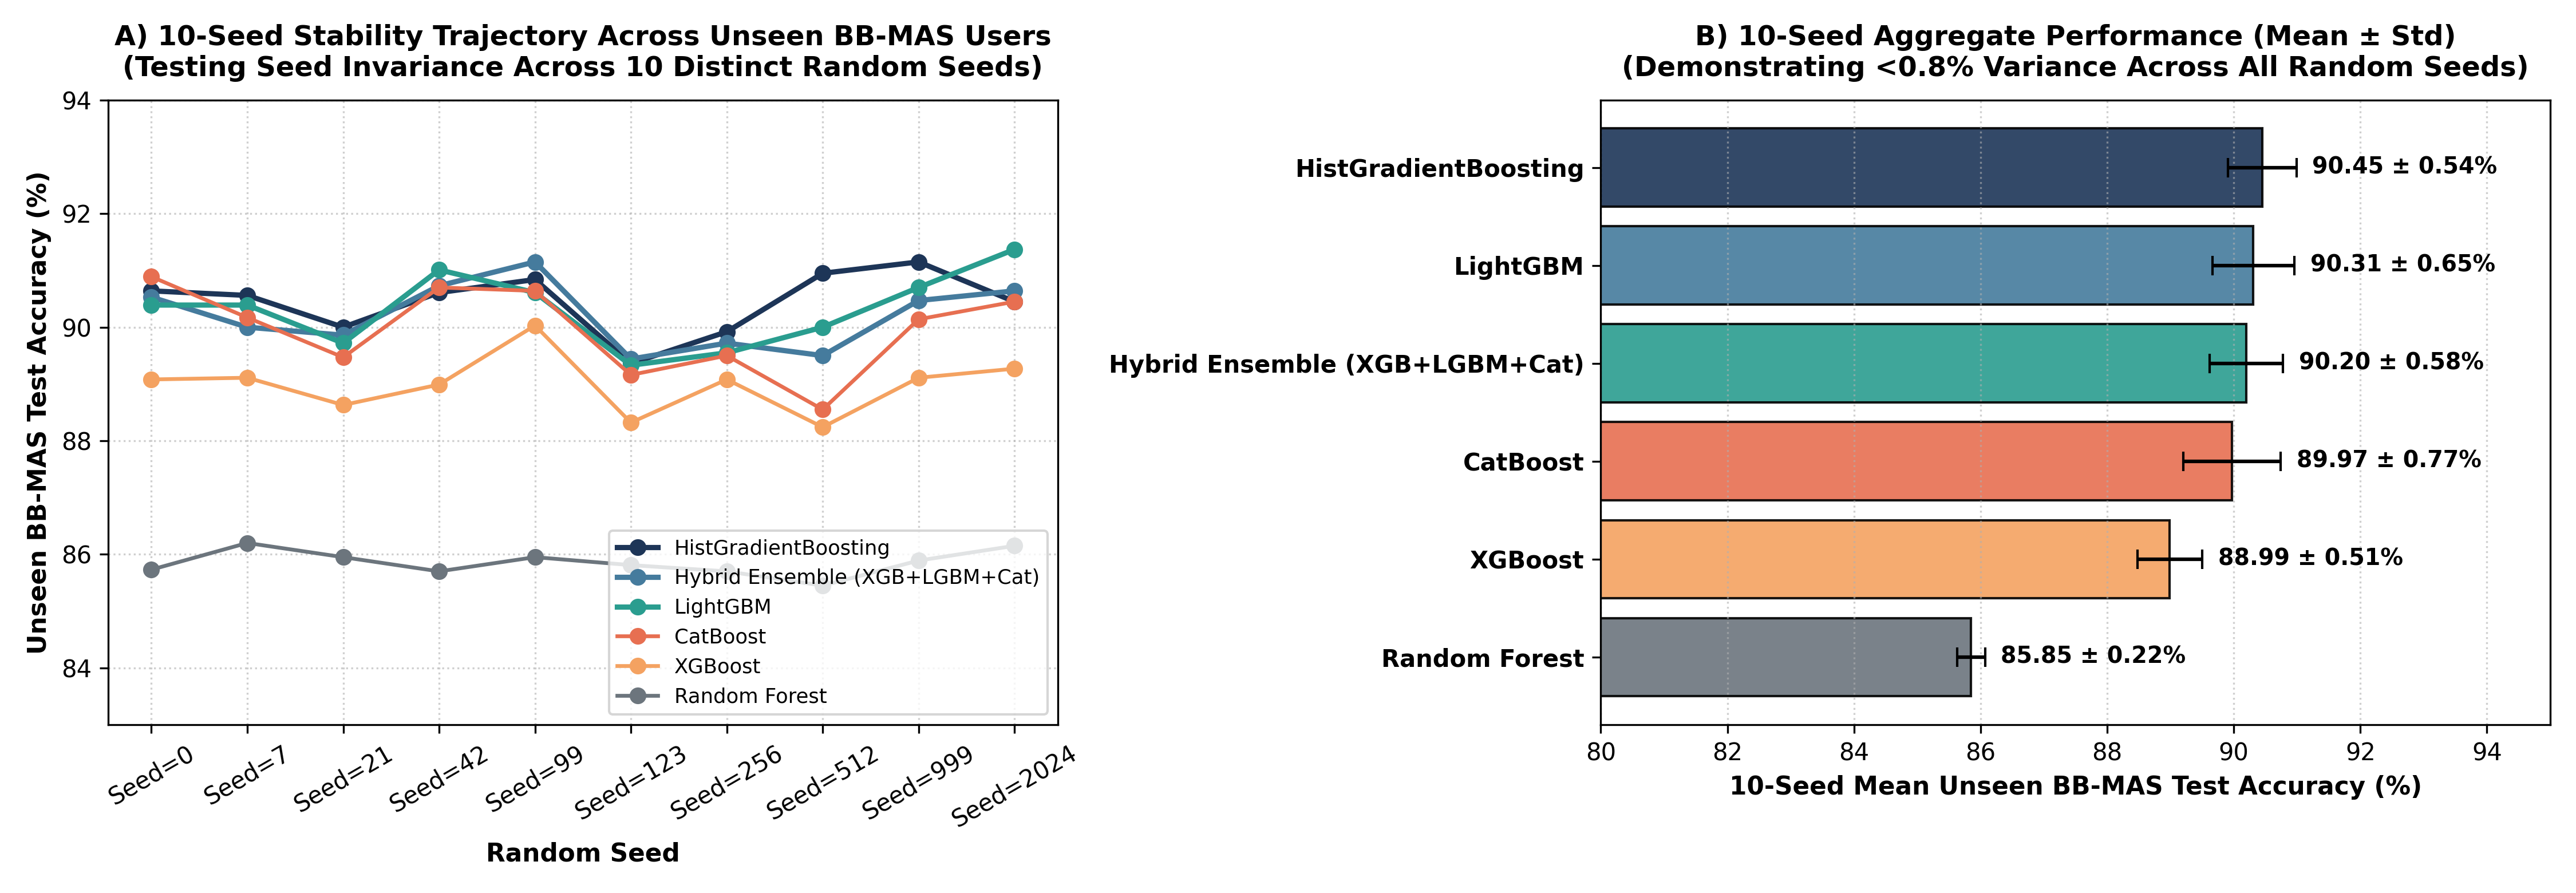 A) 10-Seed Stability Trajectory Across Unseen BB-MAS Users
(Testing Seed Invariance Across 10 Distinct Random Seeds)
Unseen BB-MAS Test Accuracy (%)
94
92
90
88
86
84
HistGradientBoosting
Hybrid Ensemble (XGB+LGBM+Cat)
LightGBM
CatBoost
XGBoost
Random Forest
Seed=0
Seed=7
Seed=21
Seed=42
Seed=99
Seed=123
Seed=256
Seed=512
Seed=999
Seed=2024
Random Seed
B) 10-Seed Aggregate Performance (Mean ± Std)
(Demonstrating <0.8% Variance Across All Random Seeds)
HistGradientBoosting
90.45 ± 0.54%
LightGBM
90.31 ± 0.65%
Hybrid Ensemble (XGB+LGBM+Cat)
90.20 ± 0.58%
CatBoost
89.97 ± 0.77%
XGBoost
88.99 ± 0.51%
Random Forest
85.85 ± 0.22%
80
82
84
86
88
90
92
94
10-Seed Mean Unseen BB-MAS Test Accuracy (%)